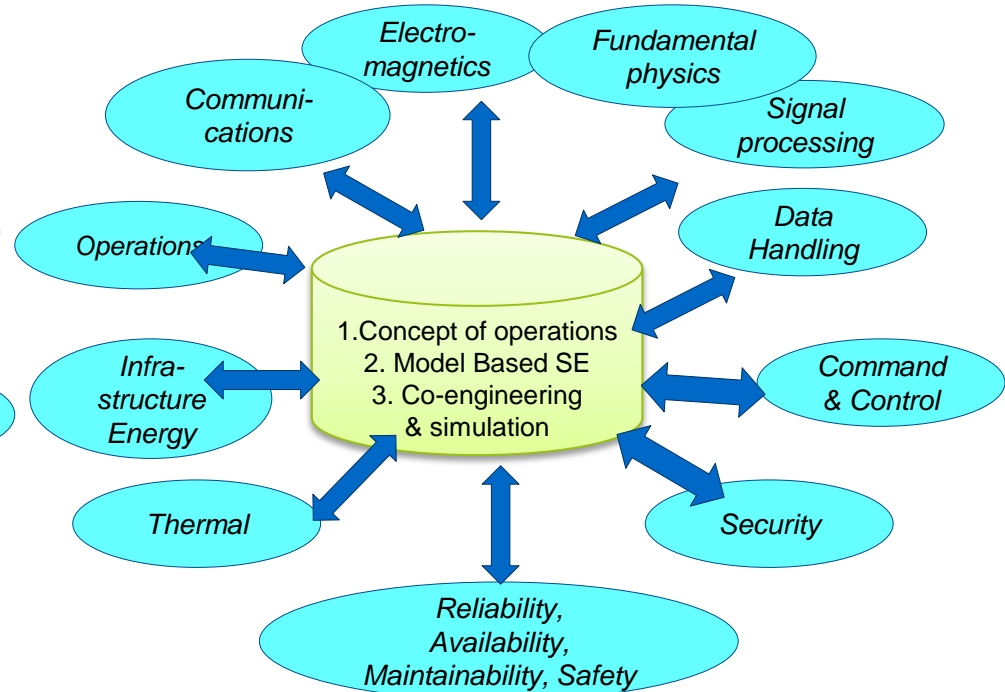 Electro-
magnetics
Fundamental
physics
Communi-
cations
Signal
processing
Operations
Data
Handling
1.Concept of operations
2. Model Based SE
3. Co-engineering
& simulation
Infra-
structure
Energy
Command
& Control
Thermal
Security
Reliability,
Availability,
Maintainability, Safety